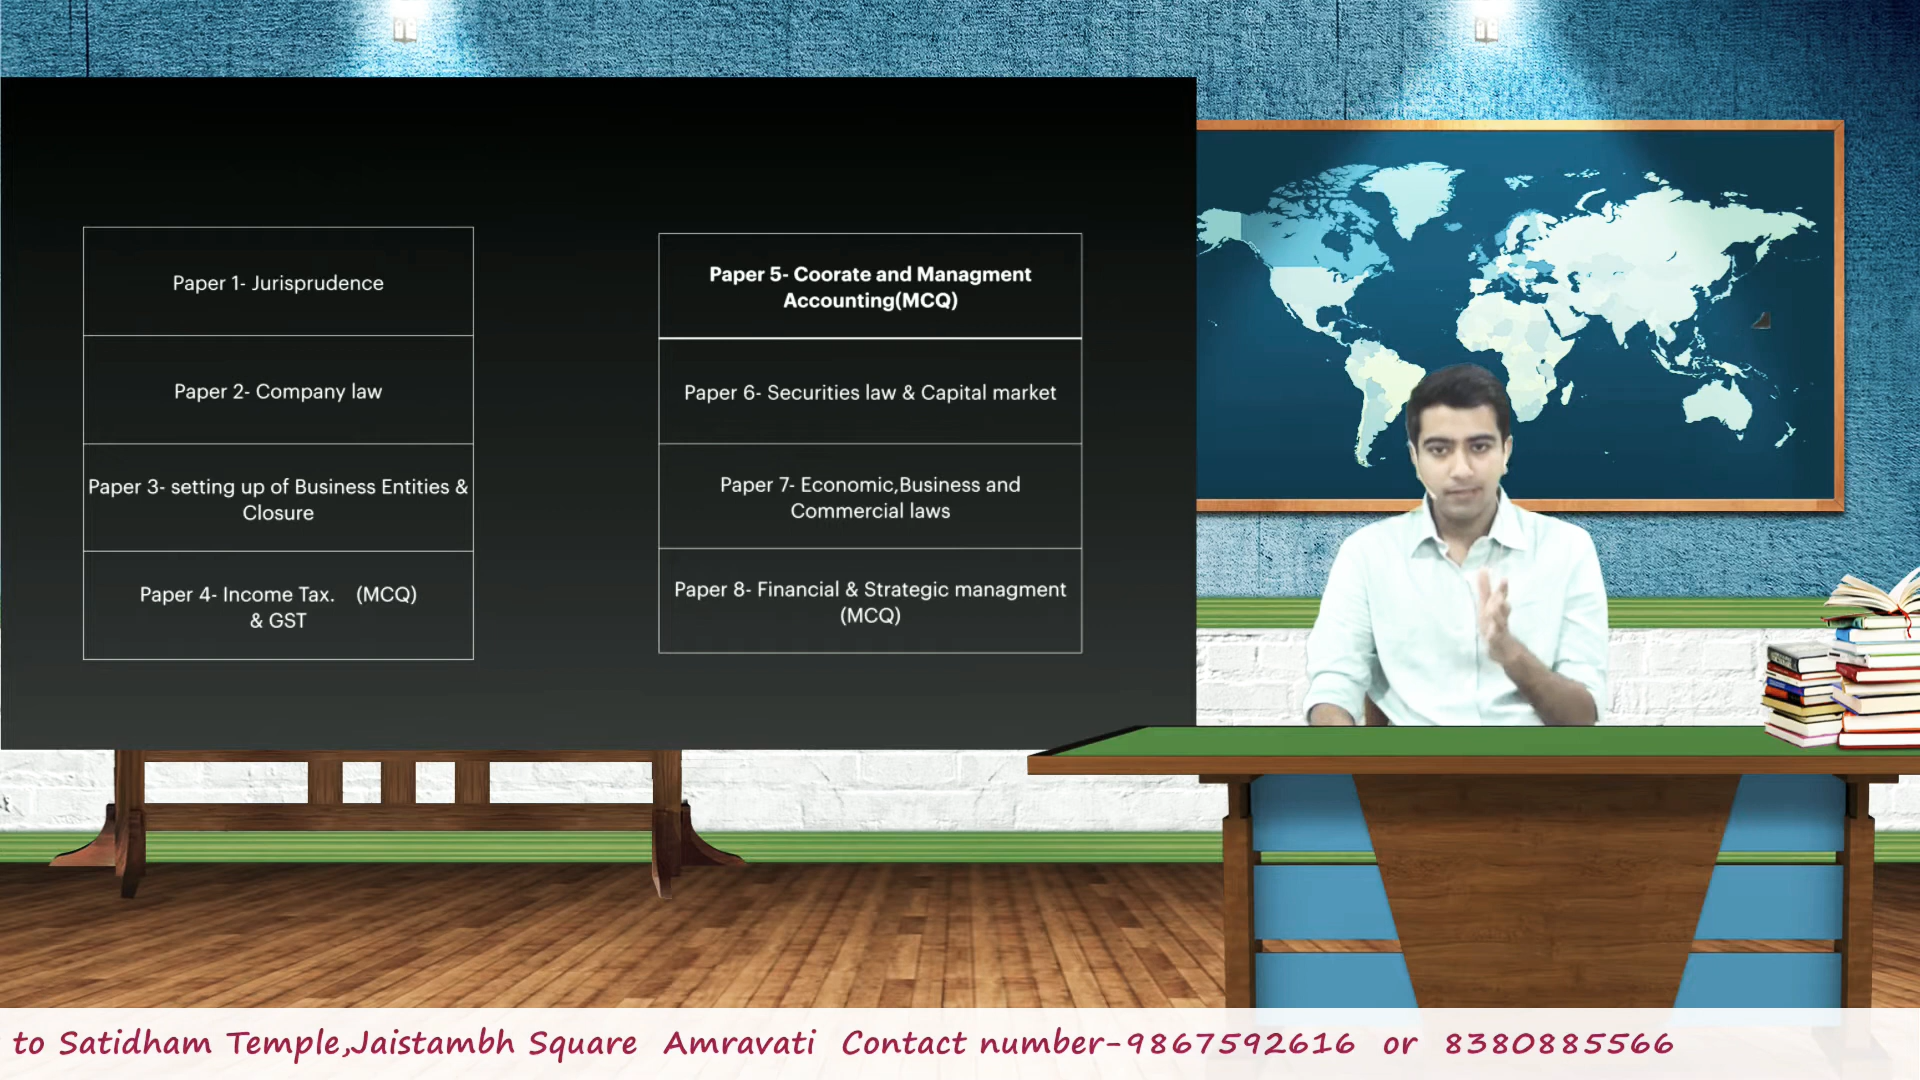 Paper 1- Jurisprudence
Paper 2- Company law
Paper 3- setting up of Business Entities &
Closure
Paper 4- Income Tax. (MCQ)
& GST
Paper 5- Coorate and Managment
Accounting(MCQ)
Paper 6- Securities law & Capital market
Paper 7- Economic,Business and
Commercial laws
Paper 8- Financial & Strategic managment
(MCQ)
to Satidham Temple,Jaistambh Square Amravati Contact number-9867592616 or 8380885566